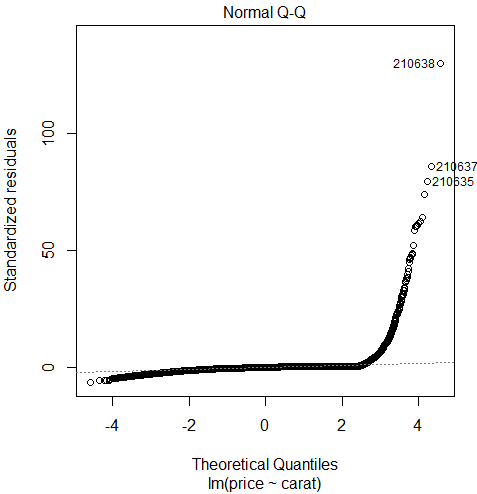 Normal Q-Q
210638
210637
210635
Standardized residuals
100
50
0
-4 -2 0 2 4
Theoretical Quantiles
lm(price ~ carat)